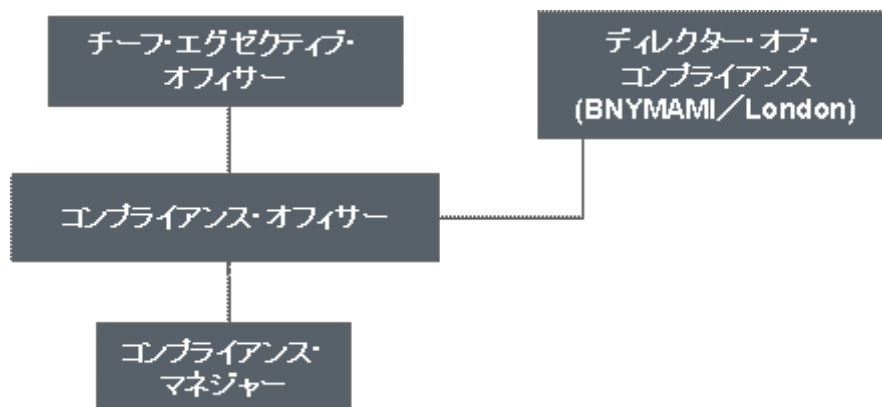 チーフ・エグゼクティブ・
オフィサー
ディレクター・オブ・
コンプライアンス
(BNYMAMI／London)
コンプライアンス・オフィサー
コンプライアンス・
マネジャー